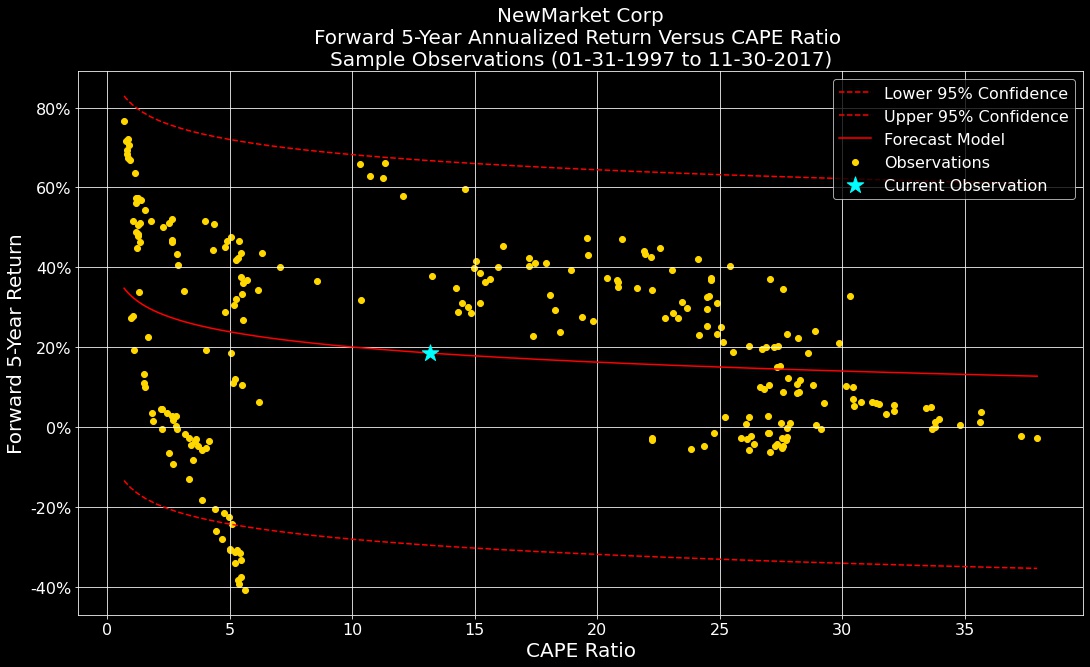 NewMarket Corp
Forward 5-Year Annualized Return Versus CAPE Ratio
Sample Observations (01-31-1997 to 11-30-2017)
Lower 95% Confidence
Upper 95% Confidence
Forecast Model
Observations
Current Observation
Forward 5-Year Return
80%
60%
40%
20%
0%
-20%
-40%
0 5 10 15 20 25 30 35
CAPE Ratio